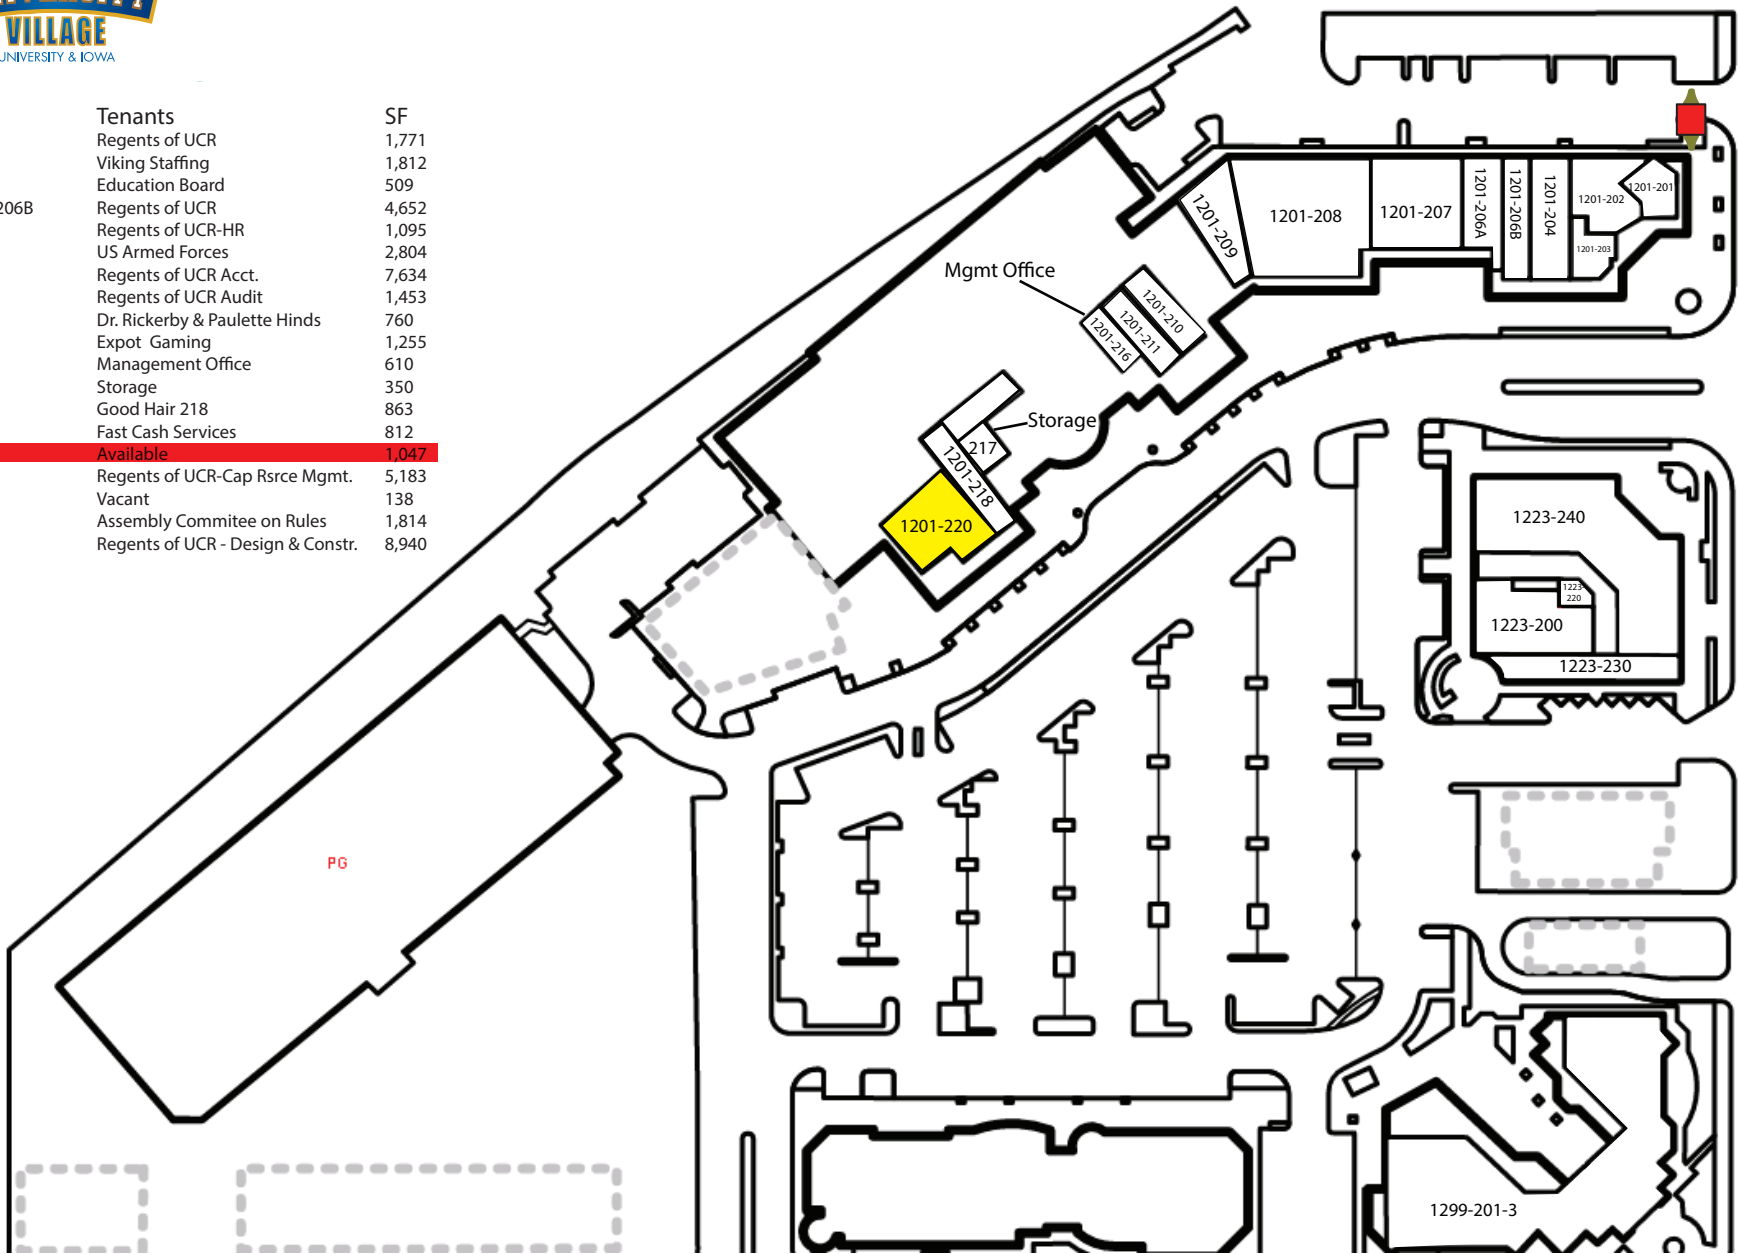 VILLAGE
UNIVERSITY & IOWA
Tenants SF
Regents of UCR 1,771
Viking Staffing 1,812
Education Board 509
206B Regents of UCR 4,652
Regents of UCR-HR 1,095
US Armed Forces 2,804
Regents of UCR Acct. 7,634
Regents of UCR Audit 1,453
Dr. Rickerby & Paulette Hinds 760
Expot Gaming 1,255
Management Office 610
Storage 350
Good Hair 218 863
Fast Cash Services 812
Available 1,047
Regents of UCR-Cap Rsrce Mgmt. 5,183
Vacant 138
Assembly Commitee on Rules 1,814
Regents of UCR - Design & Constr. 8,940
1201-209
1201-208
1201-207
1201-206A
1201-206B
1201-204
1201-202
1201-201
1201-203
Mgmt Office
1201-210
1201-211
1201-216
Storage
217
1201-218
1201-220
1223-240
1223-
220
1223-200
1223-230
PG
1299-201-3